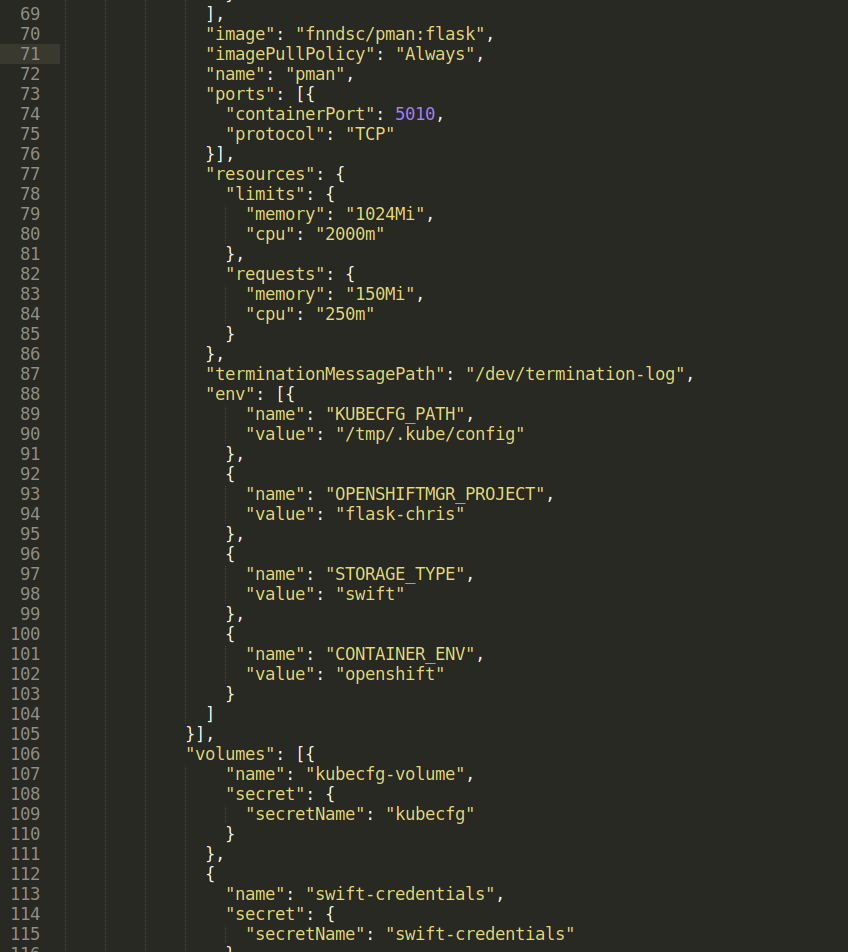 69 ],
70 "image": "fnndsc/pman:flask",
71 "imagePullPolicy": "Always",
72 "name": "pman",
73 "ports": [{
74 "containerPort": 5010,
75 "protocol": "TCP"
76 }],
77 "resources": {
78 "limits": {
79 "memory": "1024Mi",
80 "cpu": "2000m"
81 },
82 "requests": {
83 "memory": "150Mi",
84 "cpu": "250m"
85 }
86 },
87 "terminationMessagePath": "/dev/termination-log",
88 "env": [{
89 "name": "KUBECFG_PATH",
90 "value": "/tmp/.kube/config"
91 },
92 {
93 "name": "OPENSHIFTMGR_PROJECT",
94 "value": "flask-chris"
95 },
96 {
97 "name": "STORAGE_TYPE",
98 "value": "swift"
99 },
100 {
101 "name": "CONTAINER_ENV",
102 "value": "openshift"
103 }
104 ]
105 }],
106 "volumes": [{
107 "name": "kubecfg-volume",
108 "secret": {
109 "secretName": "kubecfg"
110 }
111 },
112 {
113 "name": "swift-credentials",
114 "secret": {
115 "secretName": "swift-credentials"